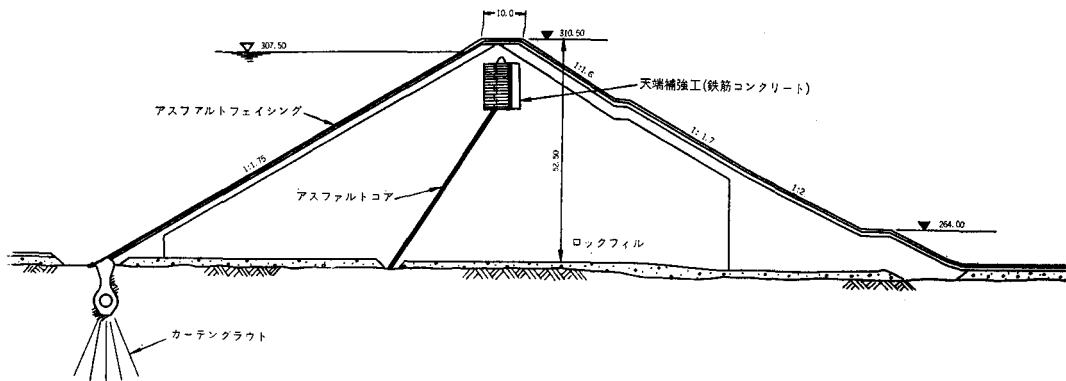 10.0
307.50
310.50
1:1.6
天端補強工(鉄筋コンクリート)
アスファルトフェイシング
1:1.75
52.50
1:1.7
アスファルトコア
1:2
264.00
ロックフィル
カーテングラウト